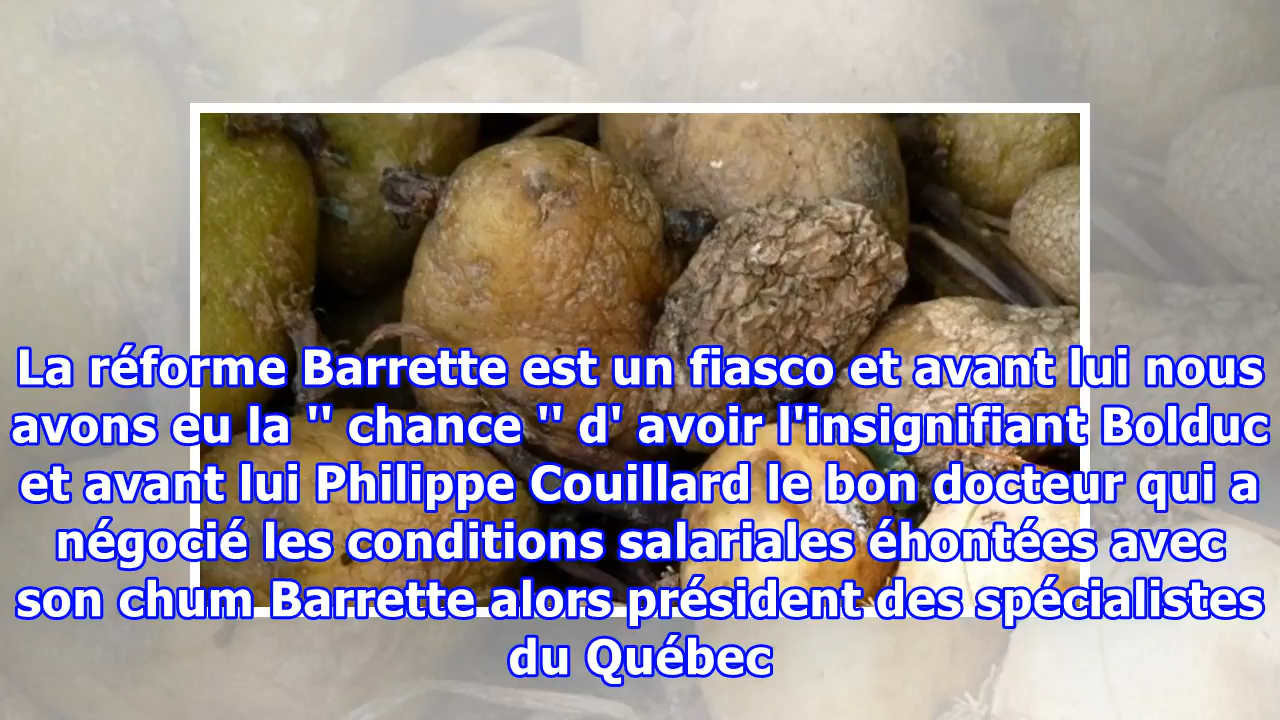 La réforme Barrette est un fiasco et avant lui nous
avons eu la '' chance '' d' avoir l'insignifiant Bolduc
et avant lui Philippe Couillard le bon docteur qui a
négocié les conditions salariales éhontées avec
son chum Barrette alors président des spécialistes
du Québec